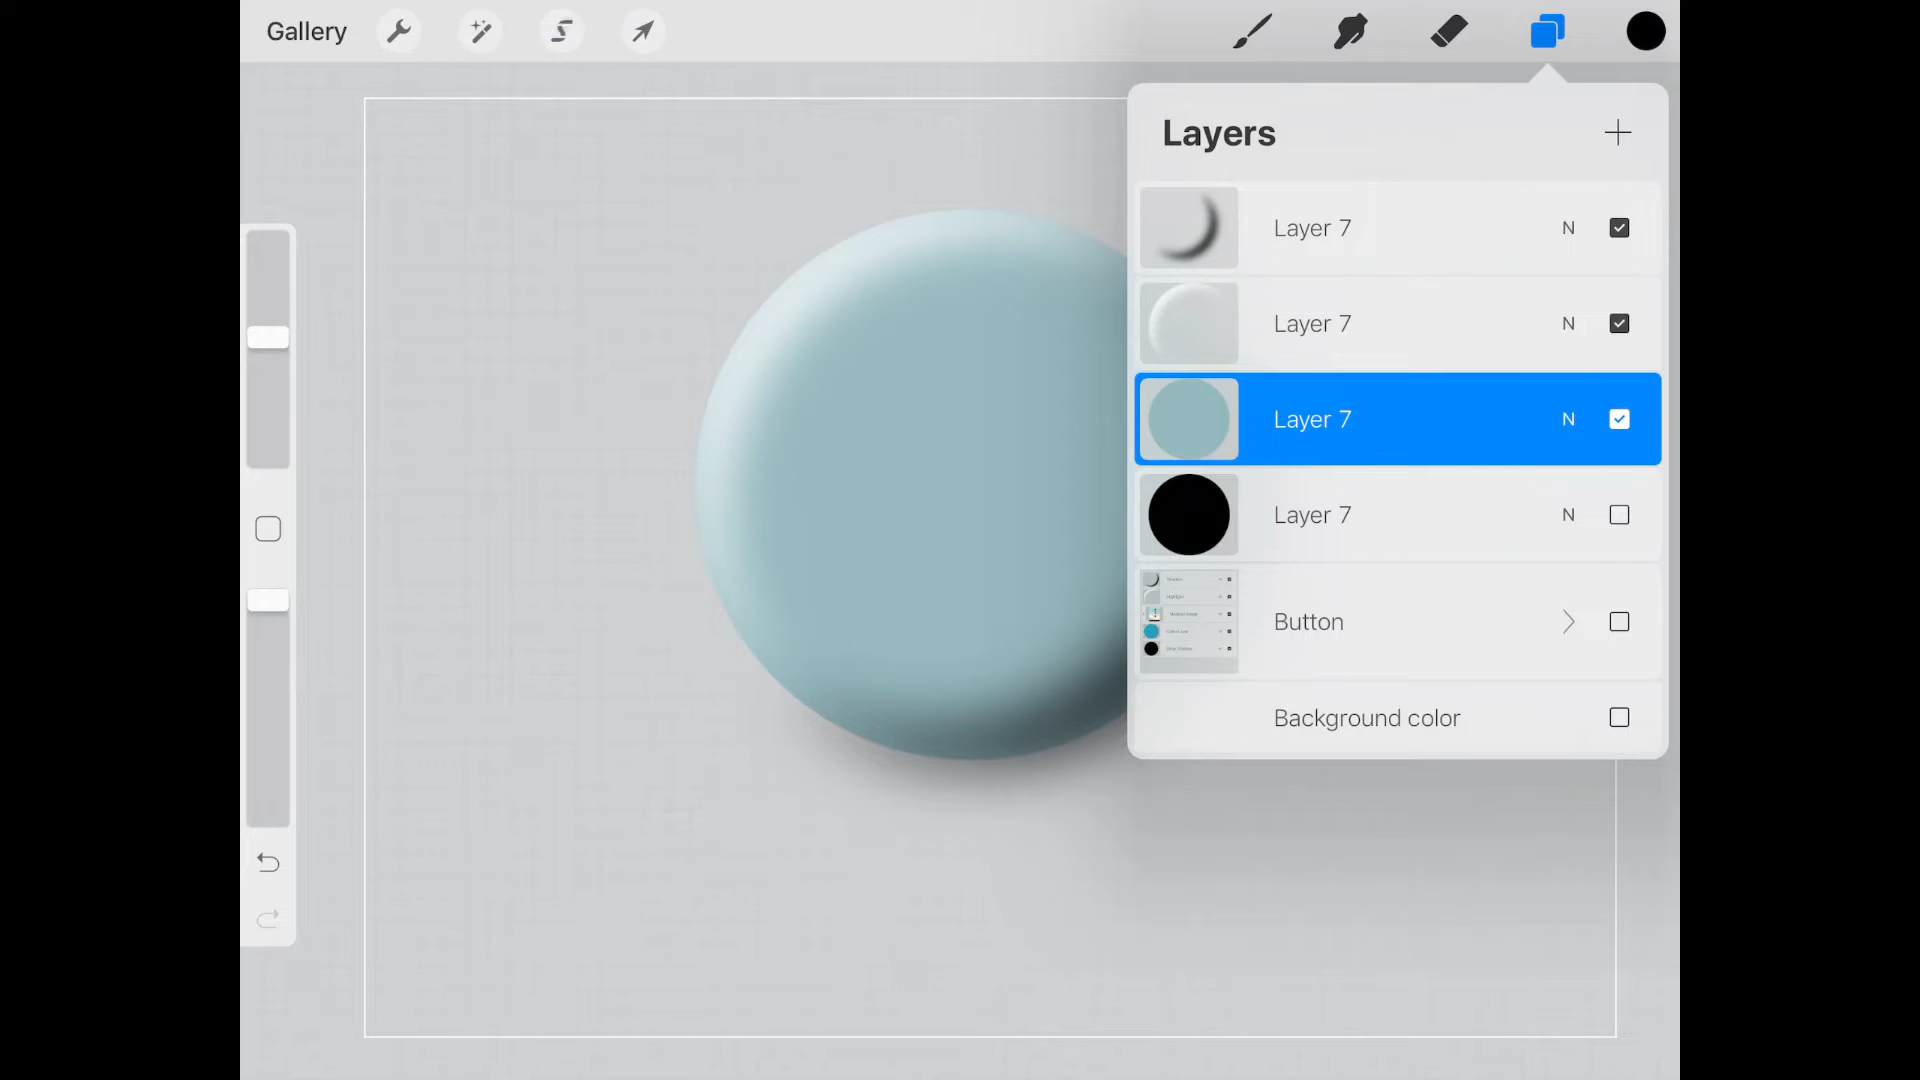 Gallery
Layers
Layer 7 N
Layer 7 N
Layer 7 N
Layer 7 N
Button
Background color